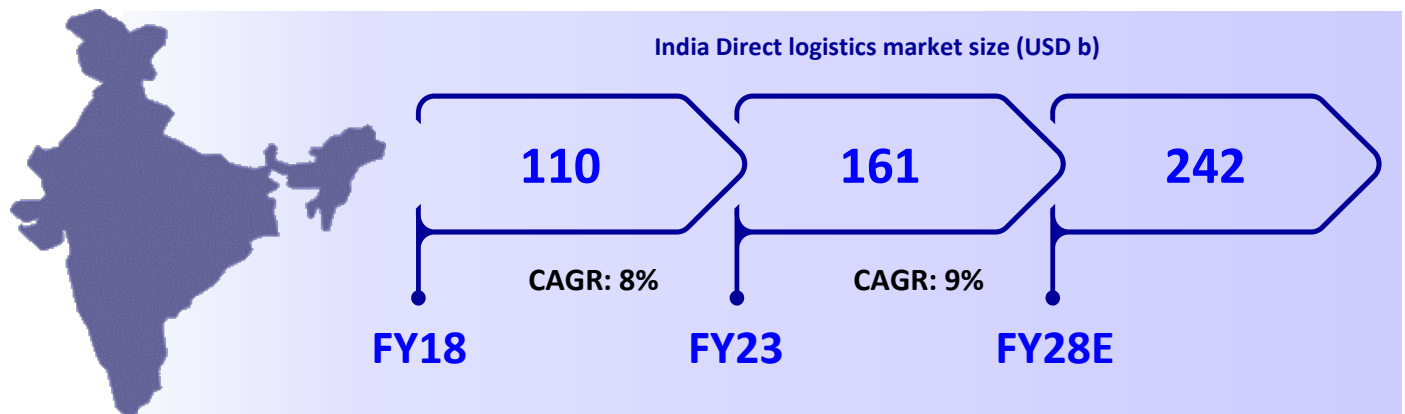 India Direct logistics market size (USD b)
110
161
242
CAGR: 8%
CAGR: 9%
FY18
FY23
FY28E